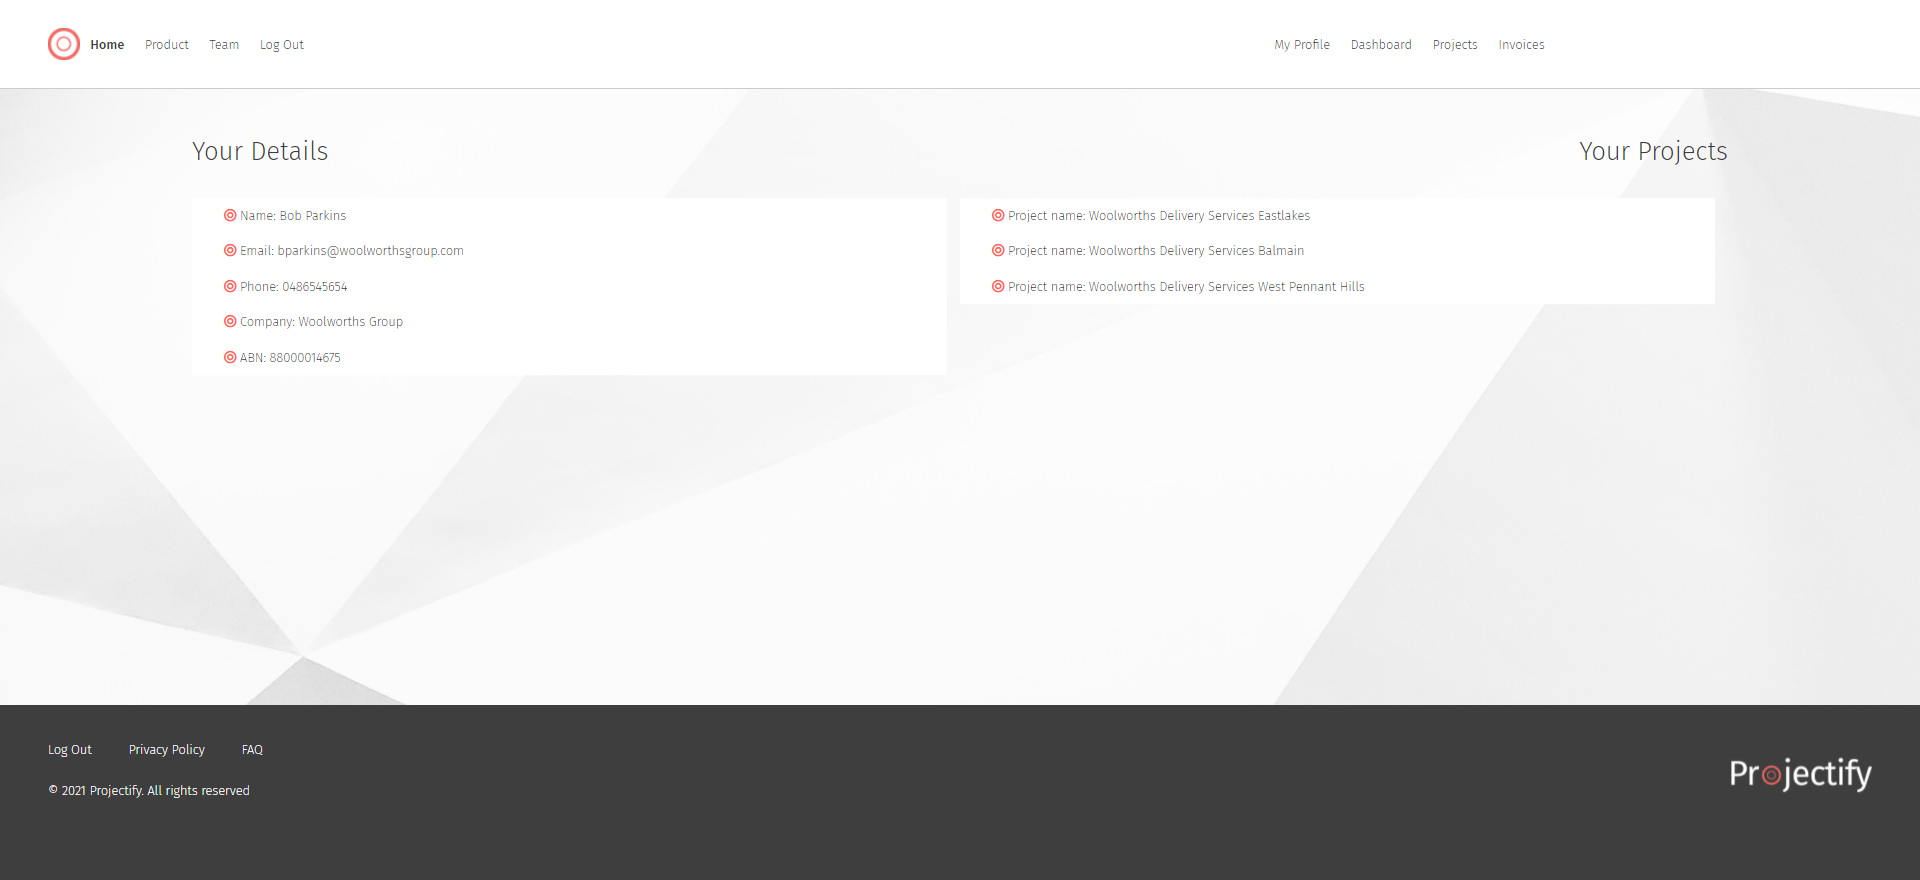 Home Product Team Log Out My Profile Dashboard Projects Invoices
Your Details
Your Projects
Name: Bob Parkins
Email: bparkins@woolworthsgroup.com
Phone: 0486545654
Company: Woolworths Group
ABN: 88000014675
Project name: Woolworths Delivery Services Eastlakes
Project name: Woolworths Delivery Services Balmain
Project name: Woolworths Delivery Services West Pennant Hills
Log Out Privacy Policy FAQ
© 2021 Projectify. All rights reserved
Projectify